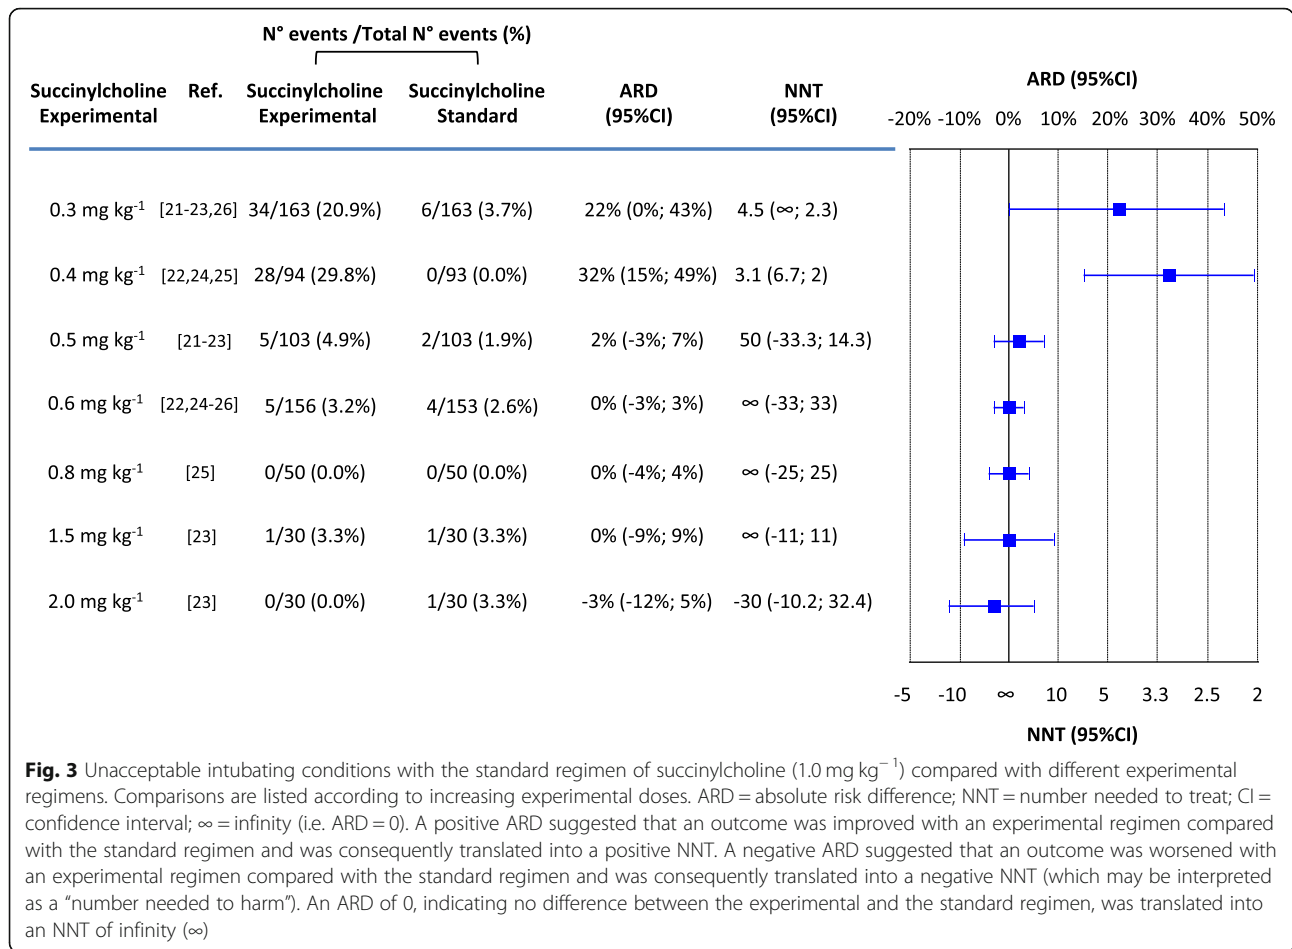 N° events /Total N° events (%)
Succinylcholine Experimental Ref. Succinylcholine Experimental Succinylcholine Standard ARD (95%CI) NNT (95%CI)
ARD (95%CI)
-20% -10% 0% 10% 20% 30% 40% 50%
0.3 mg kg⁻¹ [21-23,26] 34/163 (20.9%) 6/163 (3.7%) 22% (0%; 43%) 4.5 (∞; 2.3)
0.4 mg kg⁻¹ [22,24,25] 28/94 (29.8%) 0/93 (0.0%) 32% (15%; 49%) 3.1 (6.7; 2)
0.5 mg kg⁻¹ [21-23] 5/103 (4.9%) 2/103 (1.9%) 2% (-3%; 7%) 50 (-33.3; 14.3)
0.6 mg kg⁻¹ [22,24-26] 5/156 (3.2%) 4/153 (2.6%) 0% (-3%; 3%) ∞ (-33; 33)
0.8 mg kg⁻¹ [25] 0/50 (0.0%) 0/50 (0.0%) 0% (-4%; 4%) ∞ (-25; 25)
1.5 mg kg⁻¹ [23] 1/30 (3.3%) 1/30 (3.3%) 0% (-9%; 9%) ∞ (-11; 11)
2.0 mg kg⁻¹ [23] 0/30 (0.0%) 1/30 (3.3%) -3% (-12%; 5%) -30 (-10.2; 32.4)
-5 -10 ∞ 10 5 3.3 2.5 2
NNT (95%CI)
Fig. 3 Unacceptable intubating conditions with the standard regimen of succinylcholine (1.0 mg kg⁻¹) compared with different experimental
regimens. Comparisons are listed according to increasing experimental doses. ARD = absolute risk difference; NNT = number needed to treat; CI =
confidence interval; ∞ = infinity (i.e. ARD = 0). A positive ARD suggested that an outcome was improved with an experimental regimen compared
with the standard regimen and was consequently translated into a positive NNT. A negative ARD suggested that an outcome was worsened with
an experimental regimen compared with the standard regimen and was consequently translated into a negative NNT (which may be interpreted
as a “number needed to harm”). An ARD of 0, indicating no difference between the experimental and the standard regimen, was translated into
an NNT of infinity (∞)